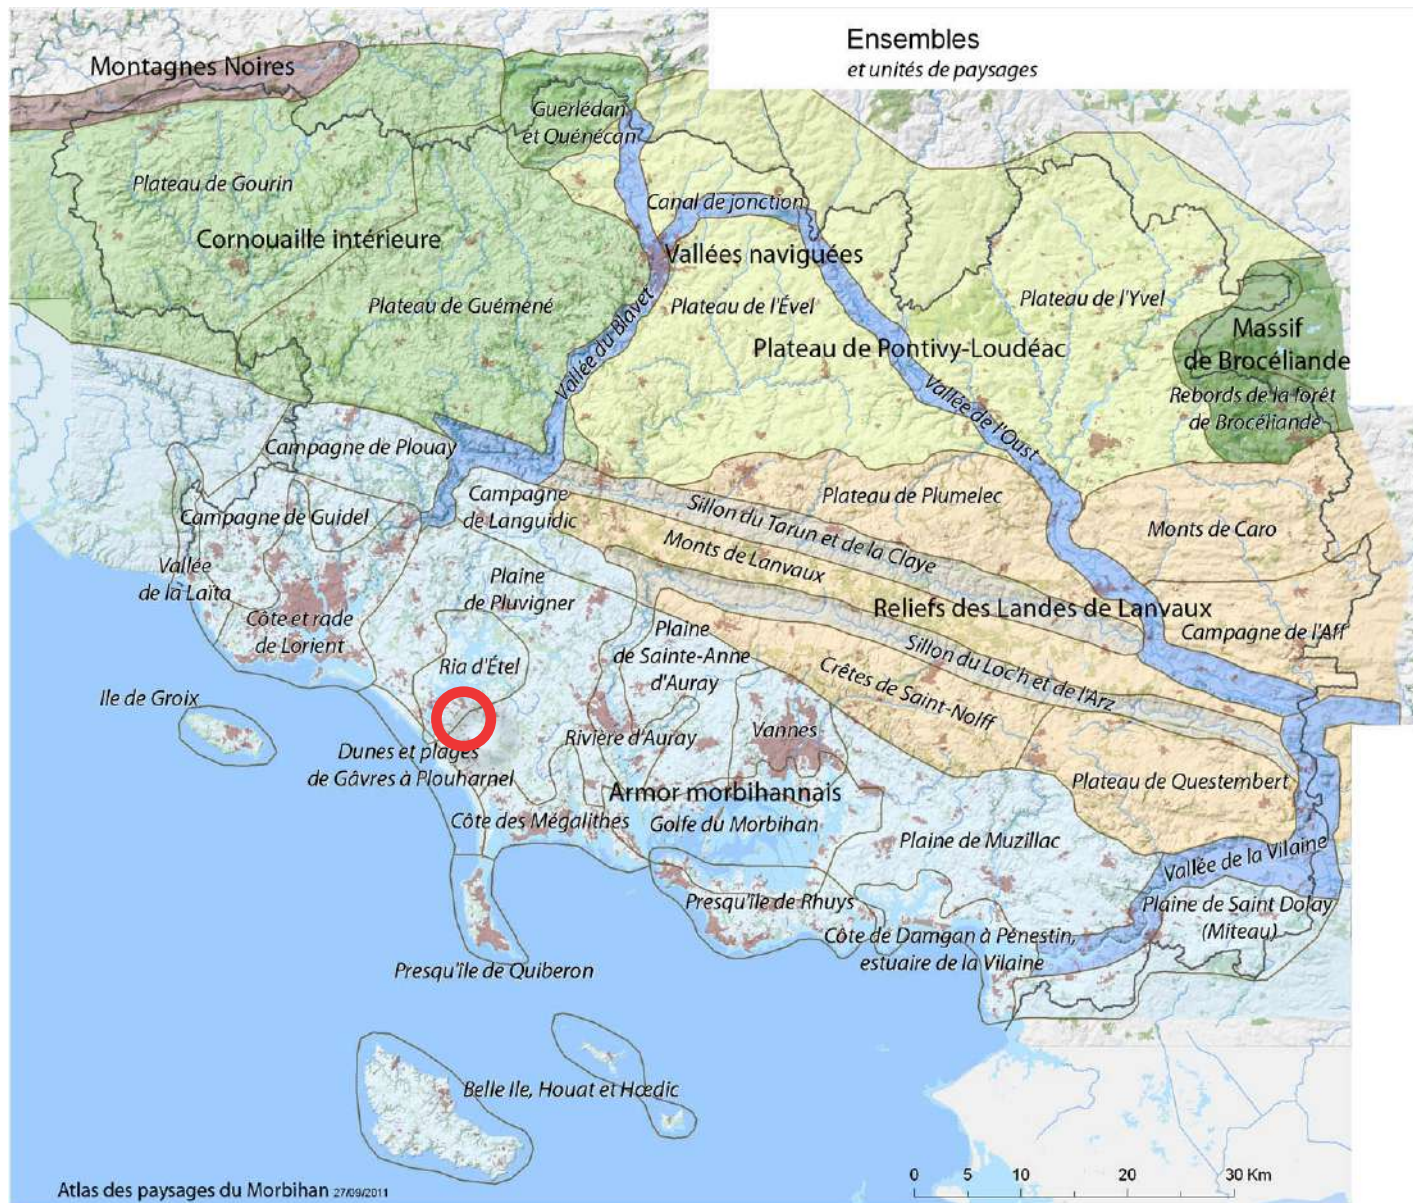 Ensembles
et unités de paysages
Montagnes Noires
Guerlédan
et Quénécan
Plateau de Gourin
Canal de jonction
Cornouaille intérieure
Vallées naviguées
Plateau de Guéméné
Vallée du Blavet
Plateau de l'Ével
Plateau de l'Yvel
Massif
de Brocéliande
Plateau de Pontivy-Loudéac
Rebords de la forêt
de Brocéliande
Vallée de l'Oust
Campagne de Plouay
Campagne
de Languidic
Plateau de Plumelec
Sillon du Tarun et de la Claye
Monts de Caro
Campagne de Guidel
Monts de Lanvaux
Vallée
de la Laïta
Plaine
de Pluvigner
Reliefs des Landes de Lanvaux
Côte et rade
de Lorient
Plaine
de Sainte-Anne
d'Auray
Campagne de l'Aff
Sillon du Loc'h et de l'Arz
Ria d'Étel
Crêtes de Saint-Nolff
Ile de Groix
Rivière d'Auray
Vannes
Dunes et plages
de Gâvres à Plouharnel
Plateau de Questembert
Armor morbihannais
Côte des Mégalithes
Golfe du Morbihan
Plaine de Muzillac
Vallée de la Vilaine
Presqu'île de Rhuys
Plaine de Saint Dolay
(Miteau)
Côte de Damgan à Pénestin,
estuaire de la Vilaine
Presqu'île de Quiberon
Belle Ile, Houat et Hœdic
0 5 10 20 30 Km
Atlas des paysages du Morbihan 27/09/2011